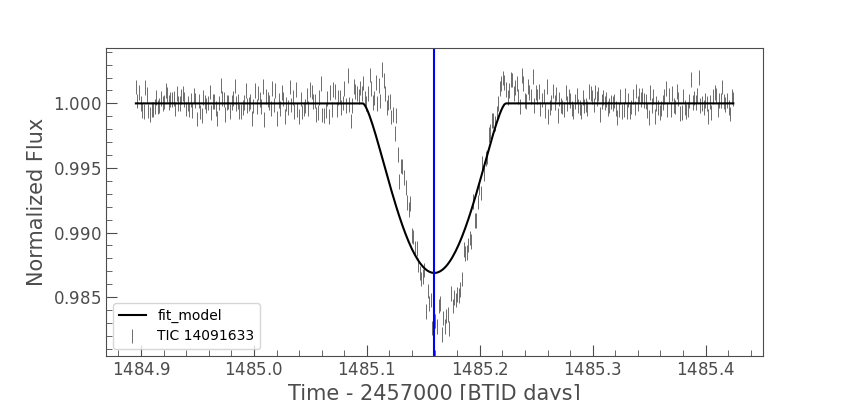 Normalized Flux
1.000
0.995
0.990
0.985
fit_model
TIC 14091633
1484.9 1485.0 1485.1 1485.2 1485.3 1485.4
Time - 2457000 [BTJD days]